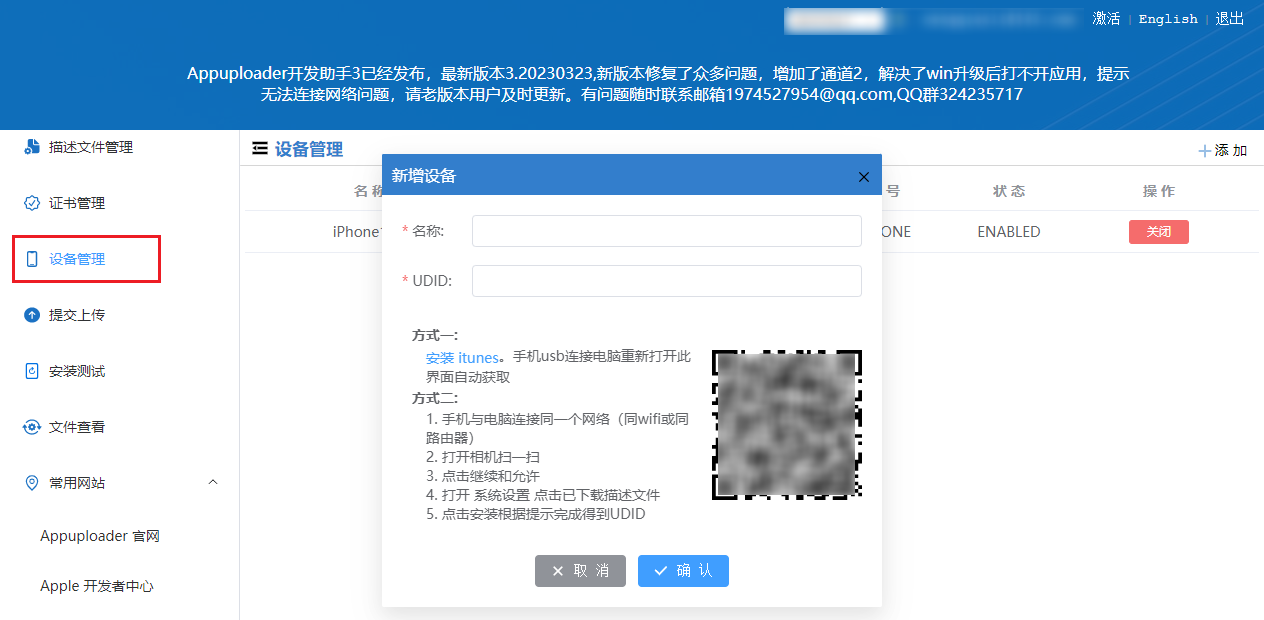 激活 | English | 退出
Appuploader开发助手3已经发布，最新版本3.20230323,新版本修复了众多问题，增加了通道2，解决了win升级后打不开应用，提示
无法连接网络问题，请老版本用户及时更新。有问题随时联系邮箱1974527954@qq.com,QQ群324235717
描述文件管理
证书管理
设备管理
提交上传
安装测试
文件查看
常用网站
Appuploader 官网
Apple 开发者中心
设备管理
添加
名称
号
状态
操作
iPhone
ONE
ENABLED
关闭
新增设备
* 名称:
* UDID:
方式一:
安装 itunes。手机usb连接电脑重新打开此
界面自动获取
方式二:
1. 手机与电脑连接同一个网络（同wifi或同
路由器）
2. 打开相机扫一扫
3. 点击继续和允许
4. 打开 系统设置 点击已下载描述文件
5. 点击安装根据提示完成得到UDID
取消
确认